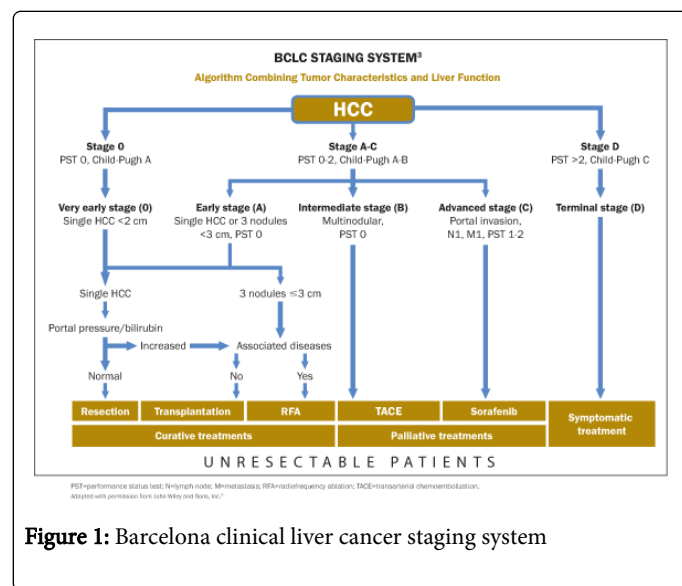 BCLC STAGING SYSTEM³
Algorithm Combining Tumor Characteristics and Liver Function
HCC
Stage 0
PST 0, Child-Pugh A
Stage A-C
PST 0-2, Child-Pugh A-B
Stage D
PST >2, Child-Pugh C
Very early stage (0)
Single HCC <2 cm
Early stage (A)
Single HCC or 3 nodules
<3 cm, PST 0
Intermediate stage (B)
Multinodular,
PST 0
Advanced stage (C)
Portal invasion,
N1, M1, PST 1-2
Terminal stage (D)
Single HCC
3 nodules ≤3 cm
Portal pressure/bilirubin
Increased
Associated diseases
Normal
No
Yes
Resection
Transplantation
RFA
TACE
Sorafenib
Symptomatic
treatment
Curative treatments
Palliative treatments
UNRESECTABLE PATIENTS
PST=performance status test; N=lymph node; M=metastasis; RFA=radiofrequency ablation; TACE=transarterial chemoembolization.
Adapted with permission from John Wiley and Sons, Inc.³
Figure 1: Barcelona clinical liver cancer staging system